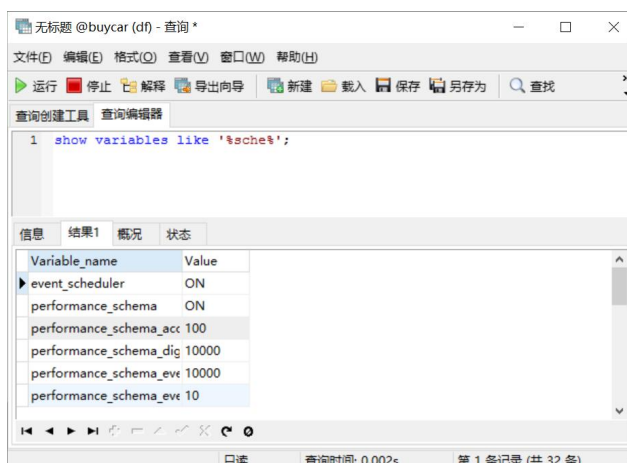 无标题 @buycar (df) - 查询 *
文件(F) 编辑(E) 格式(O) 查看(V) 窗口(W) 帮助(H)
运行 停止 解释 导出向导 新建 载入 保存 另存为 查找
查询创建工具 查询编辑器
1 show variables like '%sche%';
信息 结果1 概况 状态
Variable_name Value
event_scheduler ON
performance_schema ON
performance_schema_acc 100
performance_schema_dig 10000
performance_schema_eve 10000
performance_schema_eve 10
只读 查询时间: 0.002s 第 1 条记录 (共 32 条)